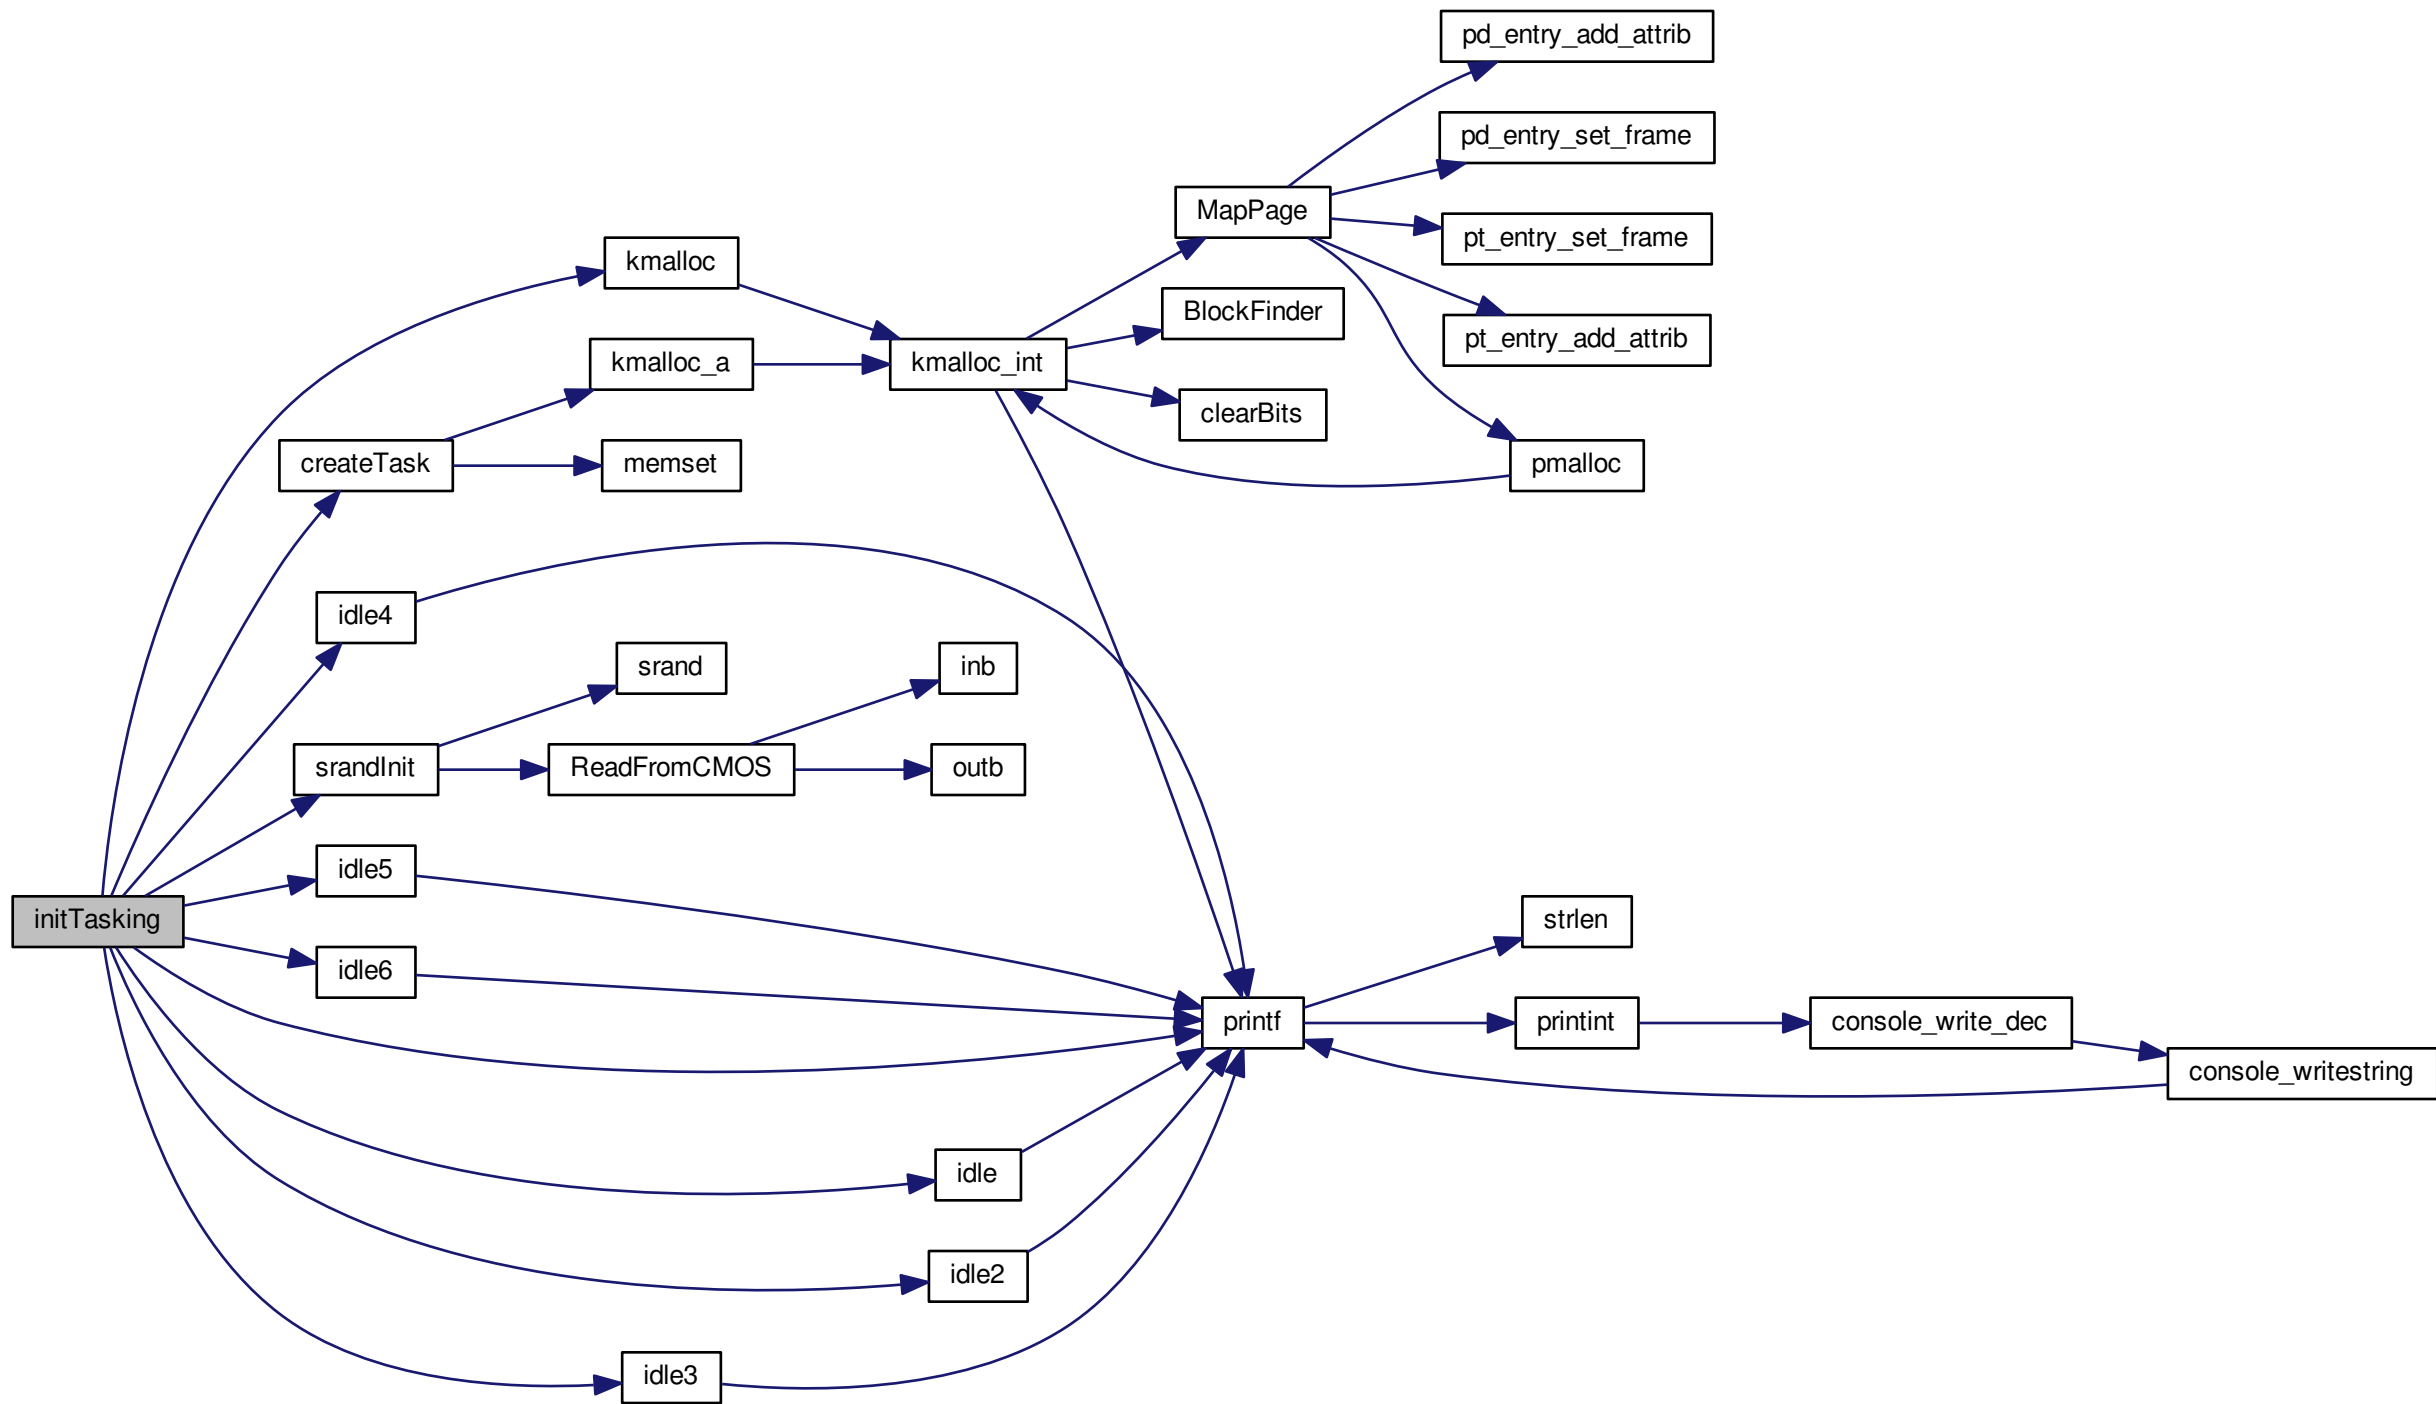 pd_entry_add_attrib
pd_entry_set_frame
MapPage
pt_entry_set_frame
kmalloc
BlockFinder
pt_entry_add_attrib
kmalloc_a
kmalloc_int
clearBits
createTask
memset
pmalloc
idle4
srand
inb
srandInit
ReadFromCMOS
outb
idle5
initTasking
strlen
idle6
printf
printint
console_write_dec
console_writestring
idle
idle2
idle3